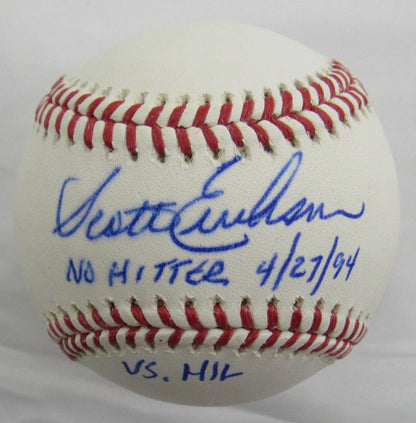 Scott Erickson
NO HITTER 4/27/94
VS. MIL